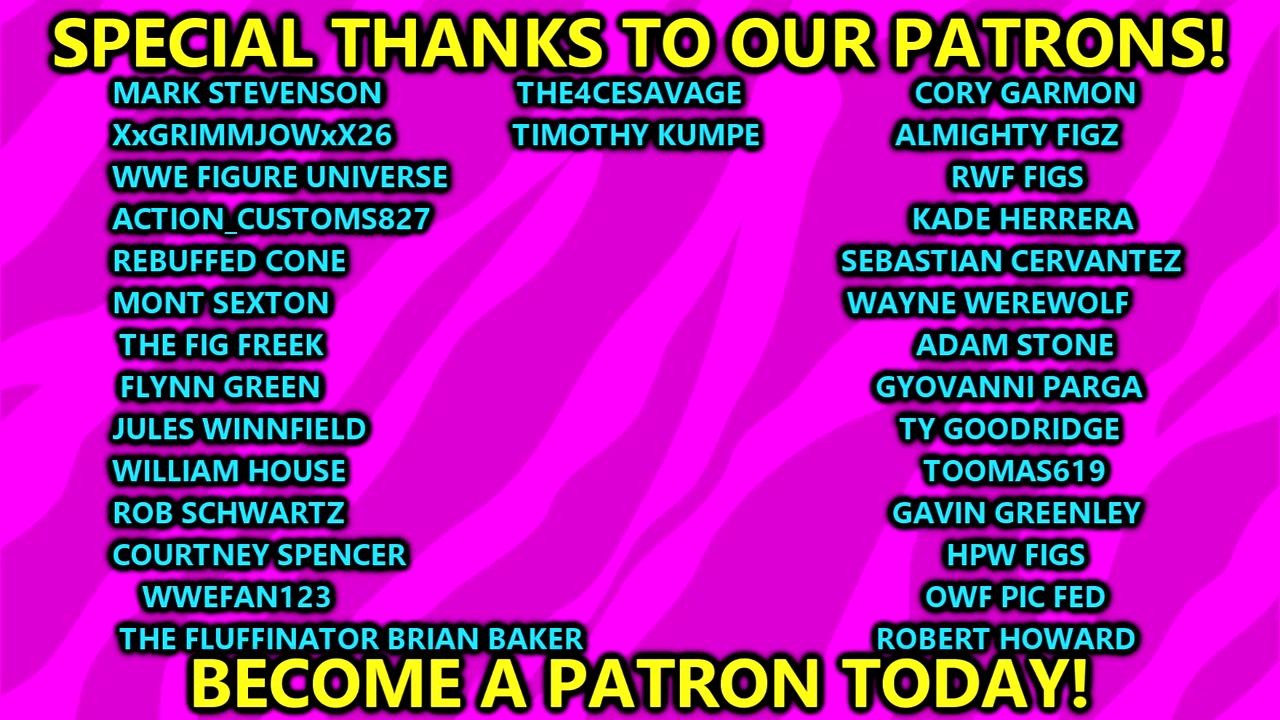 SPECIAL THANKS TO OUR PATRONS!
MARK STEVENSON
XxGRIMMJOWxX26
WWE FIGURE UNIVERSE
ACTION_CUSTOMS827
REBUFFED CONE
MONT SEXTON
THE FIG FREEK
FLYNN GREEN
JULES WINNFIELD
WILLIAM HOUSE
ROB SCHWARTZ
COURTNEY SPENCER
WWEFAN123
THE FLUFFINATOR BRIAN BAKER
THE4CESAVAGE
TIMOTHY KUMPE
CORY GARMON
ALMIGHTY FIGZ
RWF FIGS
KADE HERRERA
SEBASTIAN CERVANTEZ
WAYNE WEREWOLF
ADAM STONE
GYOVANNI PARGA
TY GOODRIDGE
TOOMAS619
GAVIN GREENLEY
HPW FIGS
OWF PIC FED
ROBERT HOWARD
BECOME A PATRON TODAY!